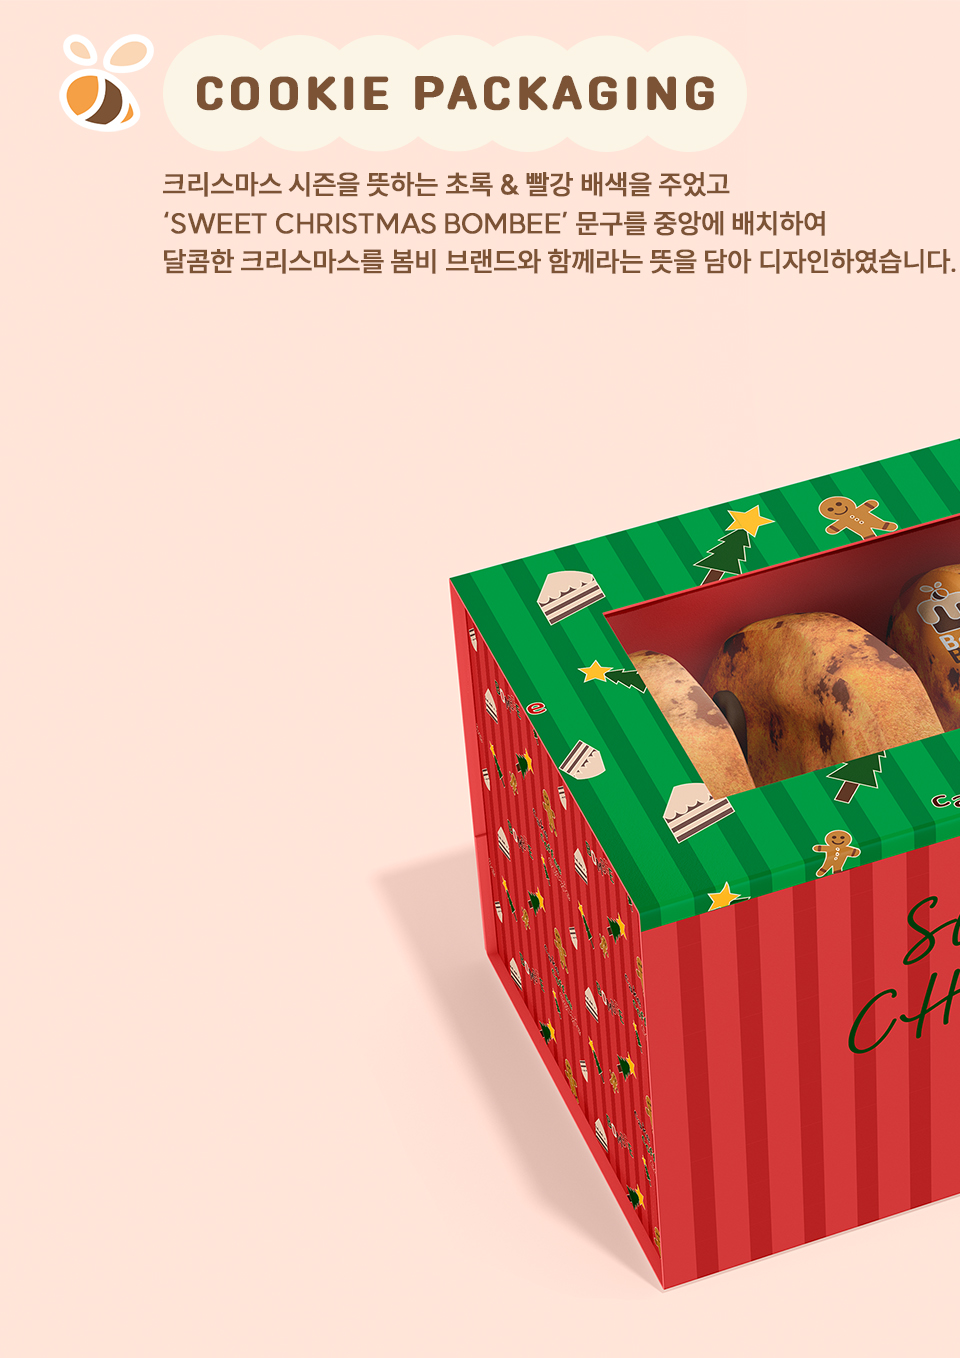 COOKIE PACKAGING
크리스마스 시즌을 뜻하는 초록 & 빨강 배색을 주었고
‘SWEET CHRISTMAS BOMBEE’ 문구를 중앙에 배치하여
달콤한 크리스마스를 봄비 브랜드와 함께라는 뜻을 담아 디자인하였습니다.
e